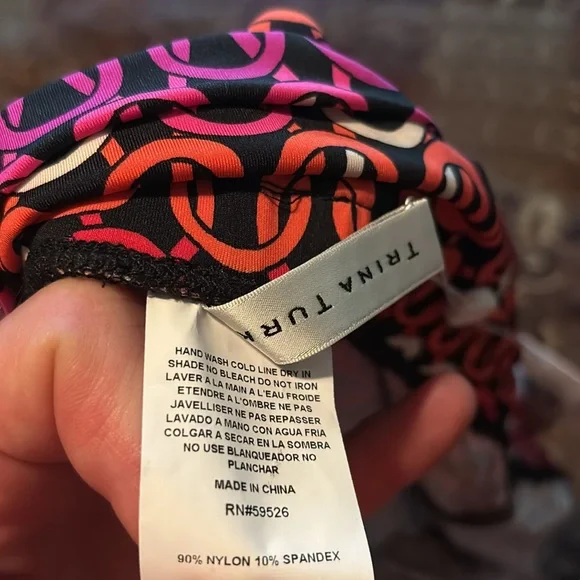 TRINA TURK
HAND WASH COLD LINE DRY IN
SHADE NO BLEACH DO NOT IRON
LAVER A LA MAIN A L'EAU FROIDE
ETENDRE A L'OMBRE NE PAS
JAVELLISER NE PAS REPASSER
LAVADO A MANO CON AGUA FRIA
COLGAR A SECAR EN LA SOMBRA
NO USE BLANQUEADOR NO
PLANCHAR
MADE IN CHINA
RN#59526
90% NYLON 10% SPANDEX